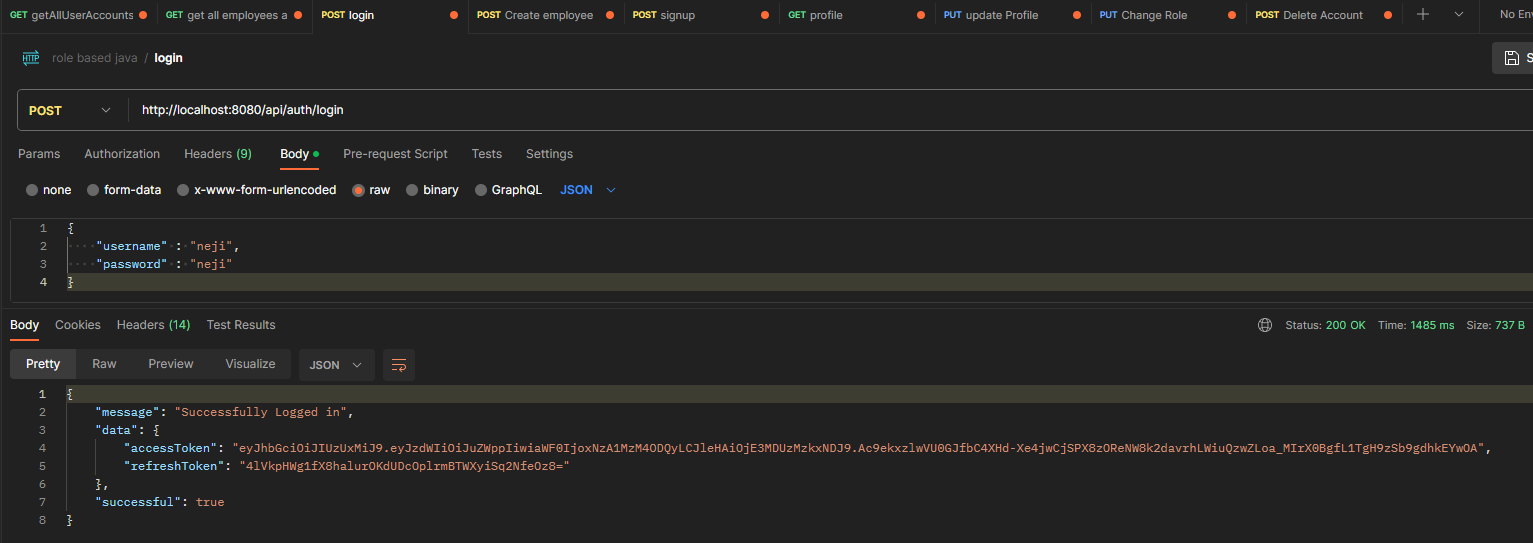 GET getAllUserAccounts GET get all employees a POST login POST Create employee POST signup GET profile PUT update Profile PUT Change Role POST Delete Account No Env
HTTP role based java / login S
POST http://localhost:8080/api/auth/login
Params Authorization Headers (9) Body Pre-request Script Tests Settings
none form-data x-www-form-urlencoded raw binary GraphQL JSON
1 {
2 "username" : "neji",
3 "password" : "neji"
4 }
Body Cookies Headers (14) Test Results Status: 200 OK Time: 1485 ms Size: 737 B
Pretty Raw Preview Visualize JSON
1 {
2 "message": "Successfully Logged in",
3 "data": {
4 "accessToken": "eyJhbGciOiJIUzUxMiJ9.eyJzdWIiOiJuZWppIiwiaWF0IjoxNzA1MzM4ODQyLCJleHAiOjE3MDUzMzkxNDJ9.Ac9ekxzlwVU0GJfbC4XHd-Xe4jwCjSPX8zOReNW8k2davrhLWiuQzwZLoa_MIrX0BgfL1TgH9zSb9gdhkEYwOA",
5 "refreshToken": "4lVkpHWg1fX8halurOKdUDcOplrmBTWXyiSq2NfeOz8="
6 },
7 "successful": true
8 }